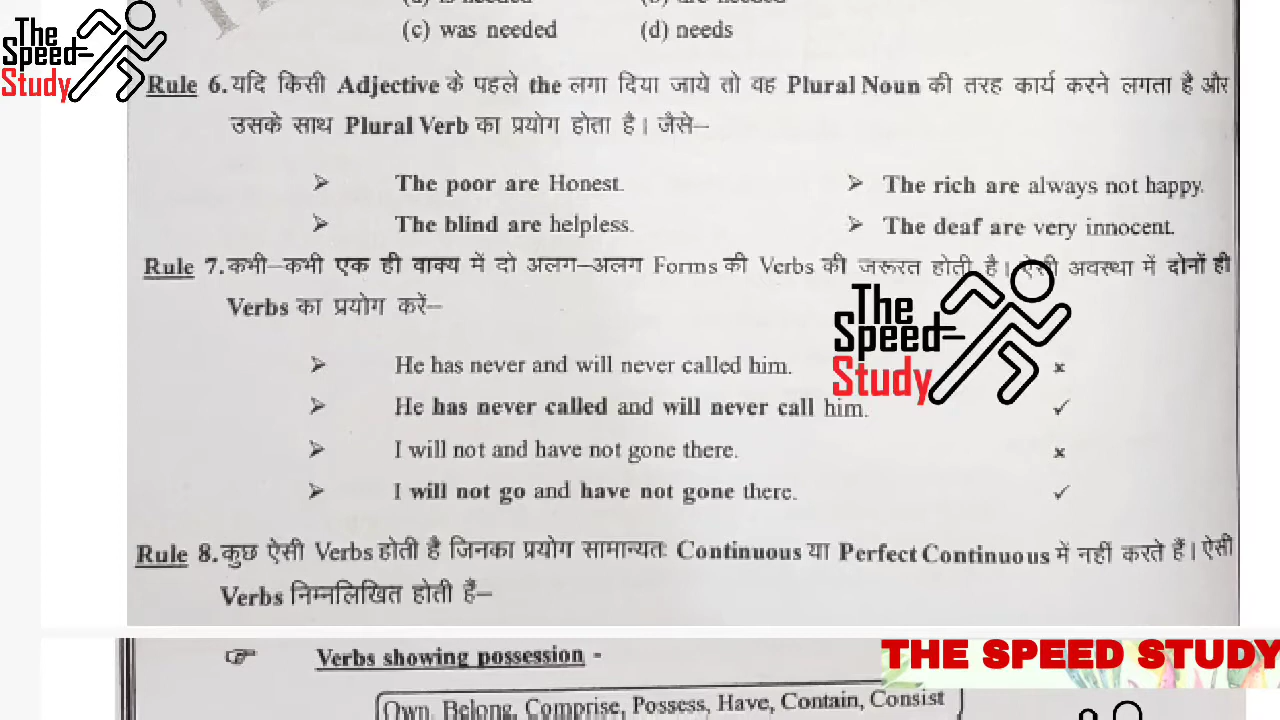 The
Speed
Study
(c) was needed (d) needs
Rule 6. यदि किसी Adjective के पहले the लगा दिया जाये तो वह Plural Noun की तरह कार्य करने लगता है और
उसके साथ Plural Verb का प्रयोग होता है। जैसे–
➢ The poor are Honest. ➢ The rich are always not happy.
➢ The blind are helpless. ➢ The deaf are very innocent.
Rule 7. कभी–कभी एक ही वाक्य में दो अलग–अलग Forms की Verbs की जरूरत होती है। ऐसी अवस्था में दोनों ही
Verbs का प्रयोग करें–
The
Speed
Study
➢ He has never and will never called him. ×
➢ He has never called and will never call him. ✓
➢ I will not and have not gone there. ×
➢ I will not go and have not gone there. ✓
Rule 8. कुछ ऐसी Verbs होती है जिनका प्रयोग सामान्यतः Continuous या Perfect Continuous में नहीं करते हैं। ऐसी
Verbs निम्नलिखित होती हैं–
☞ Verbs showing possession -
THE SPEED STUDY
Own, Belong, Comprise, Possess, Have, Contain, Consist